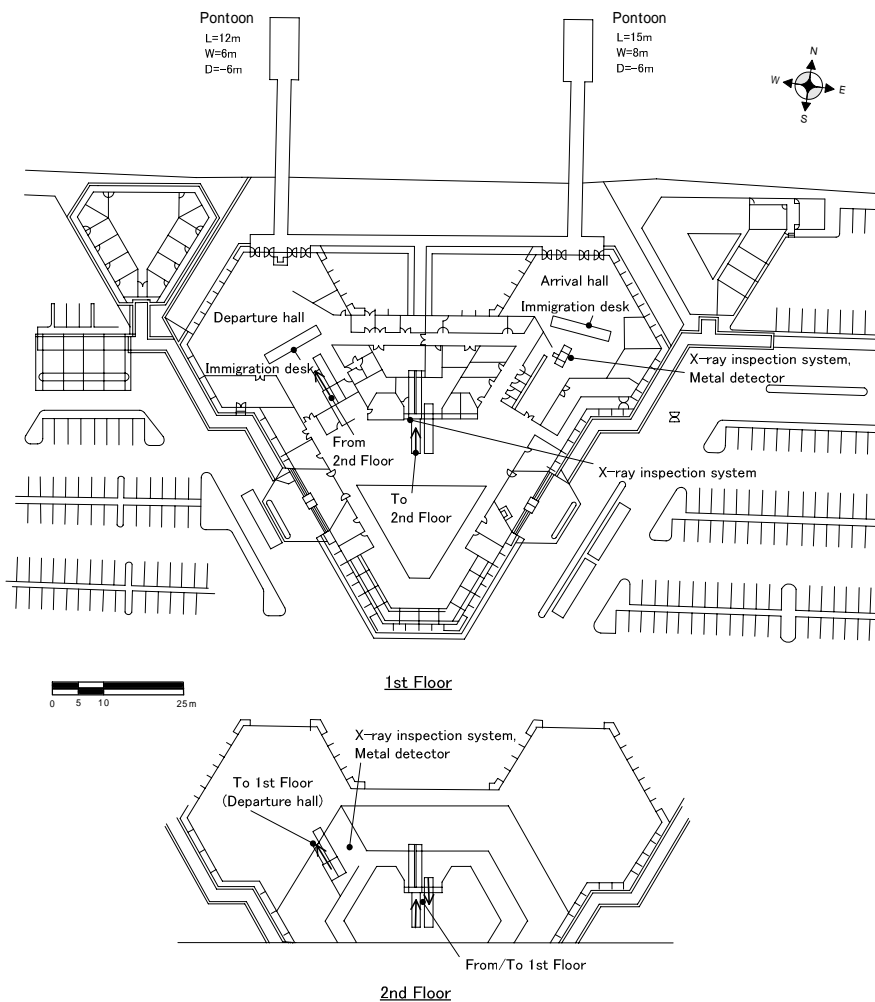 Pontoon
L=12m
W=6m
D=-6m
Pontoon
L=15m
W=8m
D=-6m
N
W
E
S
Arrival hall
Departure hall
Immigration desk
Immigration desk
X-ray inspection system,
Metal detector
From
2nd Floor
X-ray inspection system
To
2nd Floor
1st Floor
0 5 10 25m
X-ray inspection system,
Metal detector
To 1st Floor
(Departure hall)
From/To 1st Floor
2nd Floor